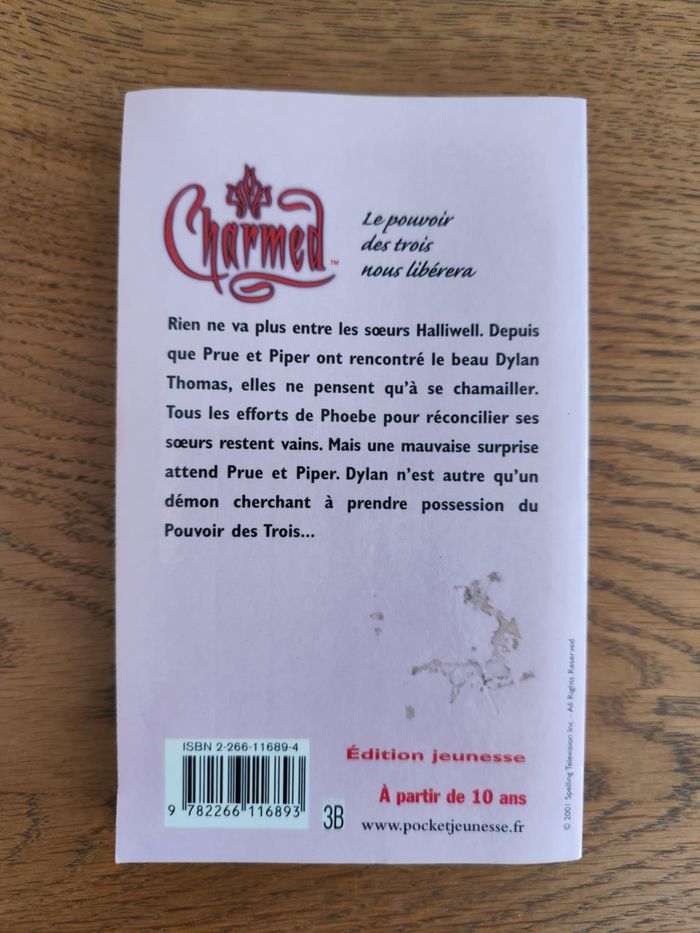 Charmed™
Le pouvoir
des trois
nous libérera
Rien ne va plus entre les sœurs Halliwell. Depuis
que Prue et Piper ont rencontré le beau Dylan
Thomas, elles ne pensent qu'à se chamailler.
Tous les efforts de Phoebe pour réconcilier ses
sœurs restent vains. Mais une mauvaise surprise
attend Prue et Piper. Dylan n'est autre qu'un
démon cherchant à prendre possession du
Pouvoir des Trois...
© 2001 Spelling Television Inc. - All Rights Reserved
ISBN 2-266-11689-4
9 782266 116893
3B
Édition jeunesse
À partir de 10 ans
www.pocketjeunesse.fr